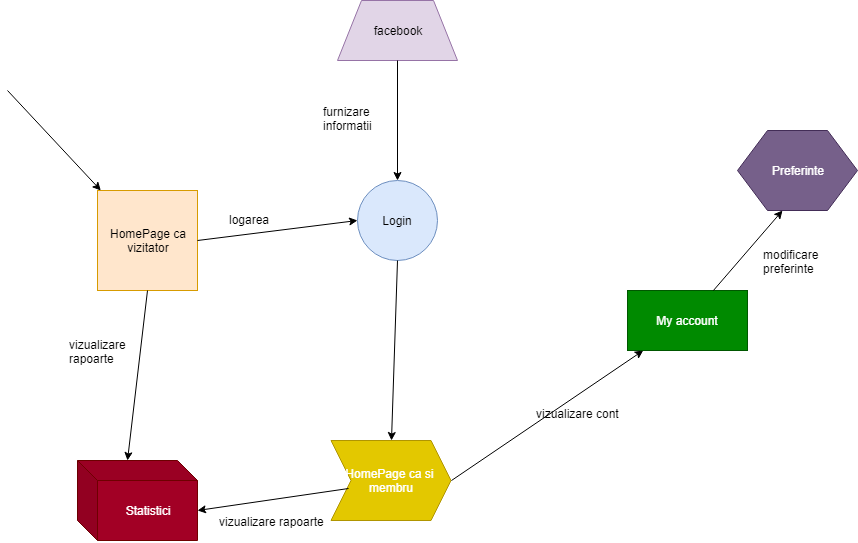 facebook
furnizare
informatii
Preferinte
HomePage ca
vizitator
logarea
Login
modificare
preferinte
My account
vizualizare
rapoarte
vizualizare cont
HomePage ca si
membru
Statistici
vizualizare rapoarte